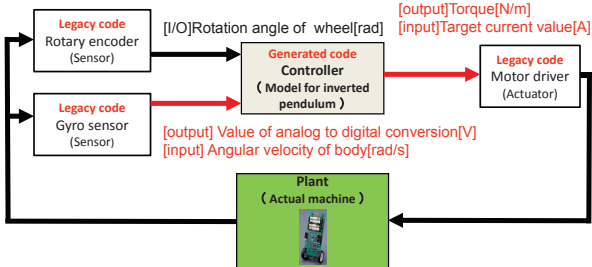 [output]Torque[N/m]
[input]Target current value[A]
Legacy code
Rotary encoder
(Sensor)
[I/O]Rotation angle of wheel[rad]
Generated code
Controller
( Model for inverted
pendulum )
Legacy code
Motor driver
(Actuator)
Legacy code
Gyro sensor
(Sensor)
[output] Value of analog to digital conversion[V]
[input] Angular velocity of body[rad/s]
Plant
( Actual machine )